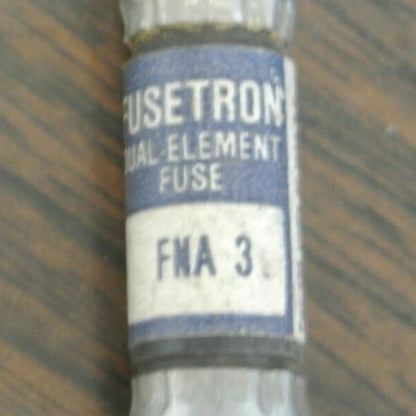 FUSETRON
DUAL-ELEMENT
FUSE
FNA 3